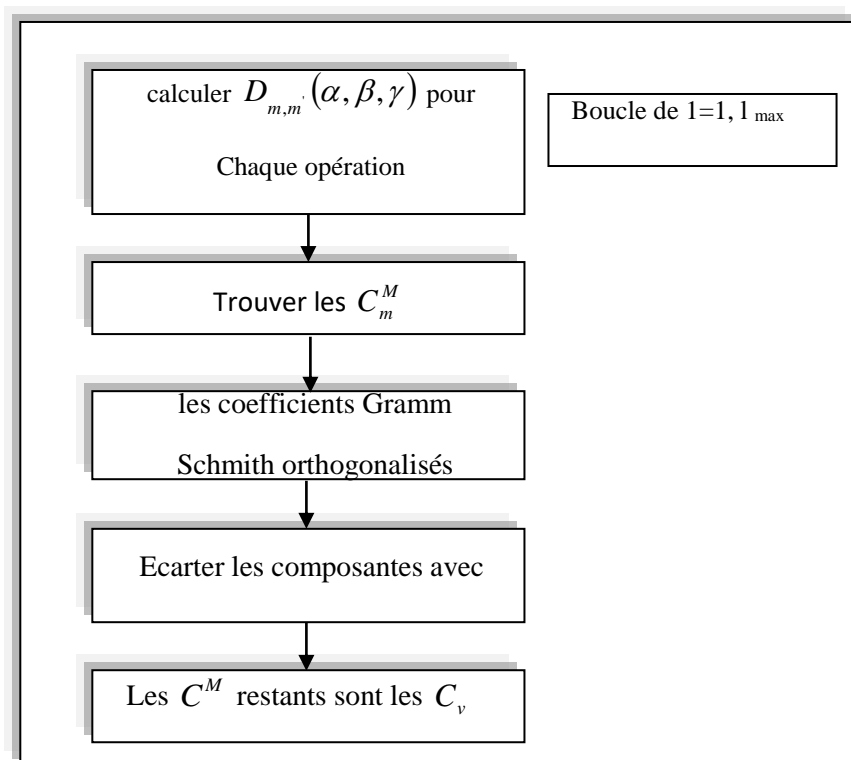 calculer D_{m,m'}(α, β, γ) pour
Chaque opération
Boucle de 1=1, l max
Trouver les C_m^M
les coefficients Gramm
Schmith orthogonalisés
Ecarter les composantes avec
Les C^M restants sont les C_v